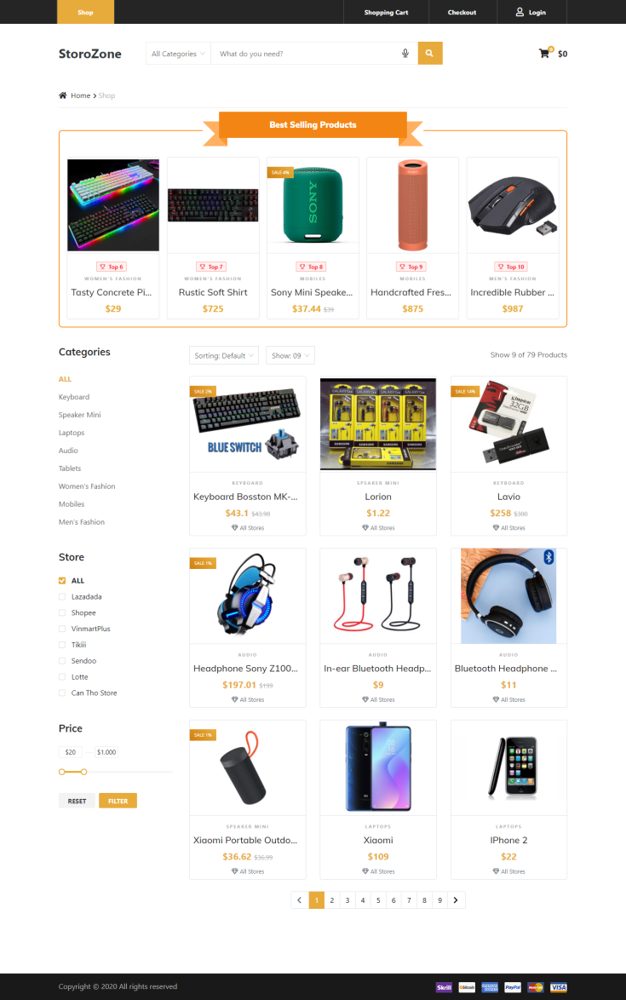 Shop
Shopping Cart
Checkout
Login
StoroZone
All Categories
What do you need?
0
$0
Home
Shop
Best Selling Products
SALE 4%
SONY
Top 6
WOMEN'S FASHION
Tasty Concrete Pi...
$29
Top 7
WOMEN'S FASHION
Rustic Soft Shirt
$725
Top 8
MOBILES
Sony Mini Speake...
$37.44 $39
Top 9
MOBILES
Handcrafted Fres...
$875
Top 10
MEN'S FASHION
Incredible Rubber ...
$987
Categories
ALL
Keyboard
Speaker Mini
Laptops
Audio
Tablets
Women's Fashion
Mobiles
Men's Fashion
Store
ALL
Lazadada
Shopee
VinmartPlus
Tikiii
Sendoo
Lotte
Can Tho Store
Price
$20
$1,000
RESET
FILTER
Sorting: Default
Show: 09
Show 9 of 79 Products
SALE 2%
BLUE SWITCH
KEYBOARD
Keyboard Bosston MK-...
$43.1 $43.98
All Stores
SAMSUNG
SPEAKER MINI
Lorion
$1.22
All Stores
SALE 14%
Kingston
32GB
KEYBOARD
Lavio
$258 $300
All Stores
SALE 1%
AUDIO
Headphone Sony Z100...
$197.01 $199
All Stores
AUDIO
In-ear Bluetooth Headp...
$9
All Stores
AUDIO
Bluetooth Headphone ...
$11
All Stores
SALE 1%
SPEAKER MINI
Xiaomi Portable Outdo...
$36.62 $36.99
All Stores
LAPTOPS
Xiaomi
$109
All Stores
LAPTOPS
IPhone 2
$22
All Stores
1 2 3 4 5 6 7 8 9
Copyright © 2020 All rights reserved
Skrill
bitcoin
PayPal
VISA